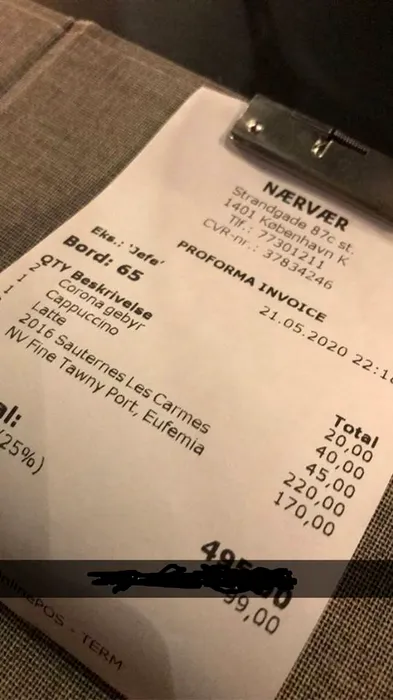 NÆRVÆR
Strandgade 87c st.
1401 København K
Tlf.: 77301211
CVR-nr.: 37834246
PROFORMA INVOICE
21.05.2020 22:1
Eks.: 'Jefe'
Bord: 65
QTY Beskrivelse Total
2 Corona gebyr 20,00
1 Cappuccino 40,00
1 Latte 45,00
2016 Sauternes Les Carmes 220,00
NV Fine Tawny Port, Eufemia 170,00
al: 495
(25%) 99,00
nlinePOS - TERM